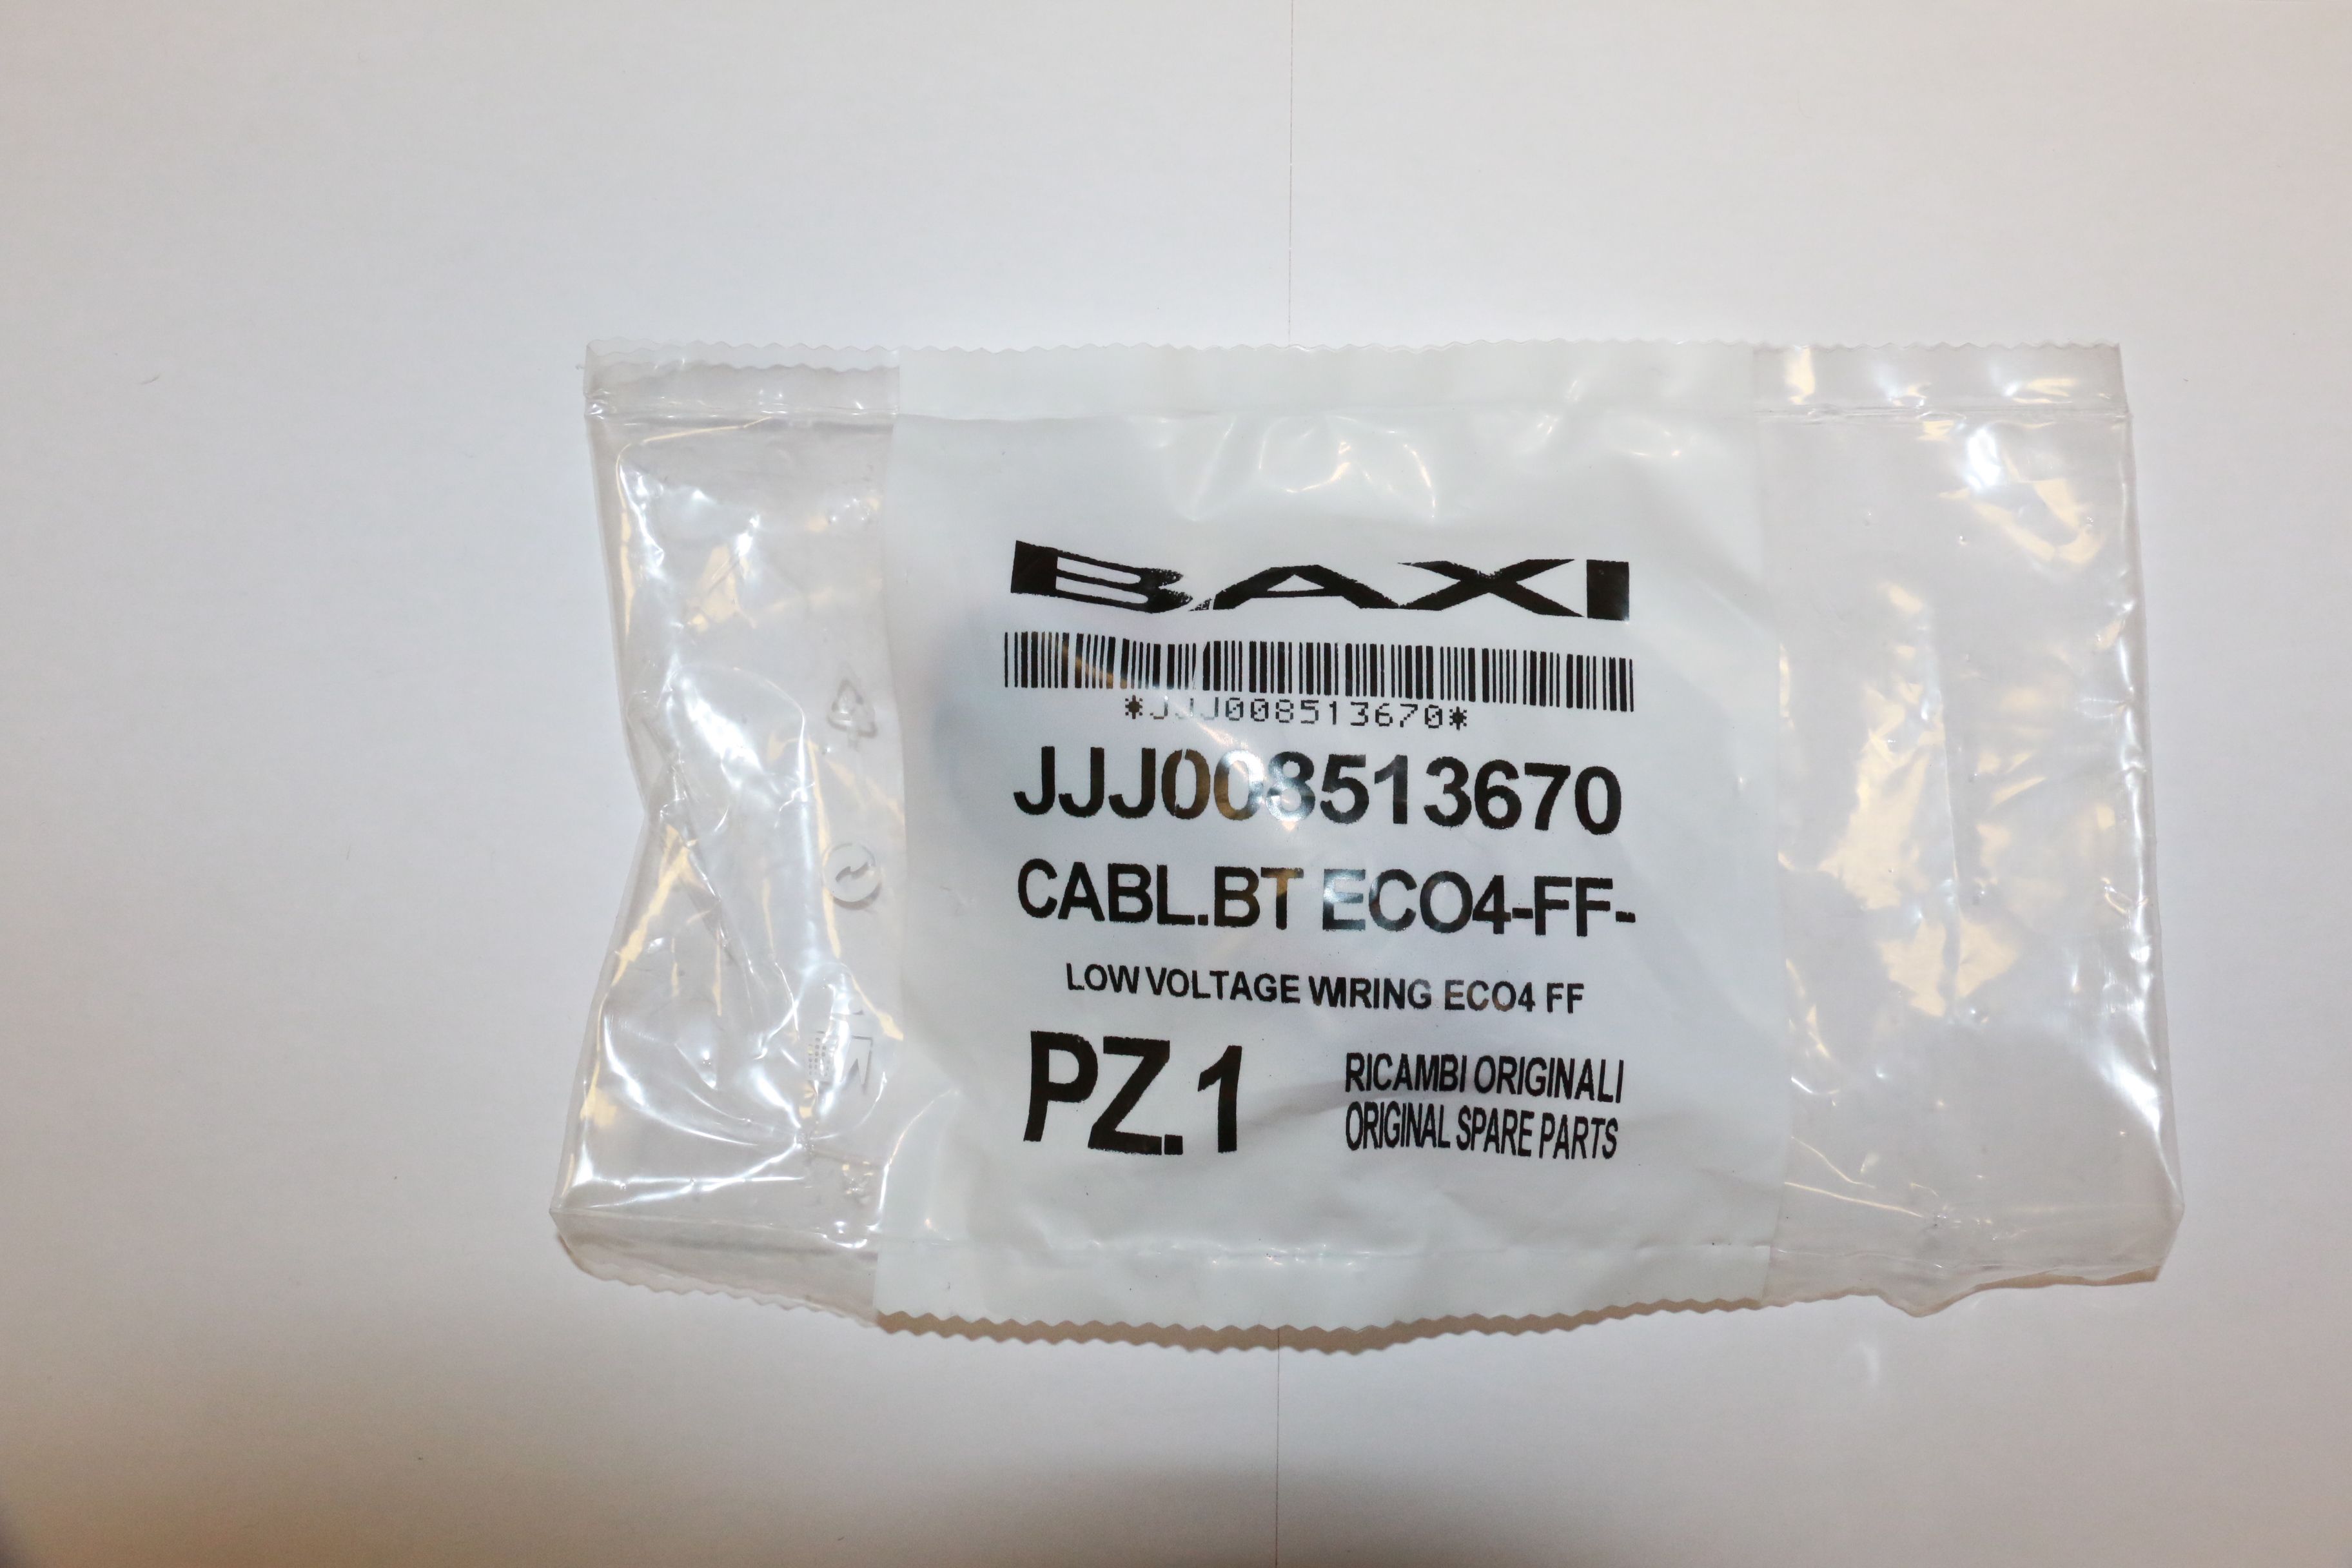 BAXI
*JJJ008513670*
JJJ008513670
CABL.BT ECO4-FF-
LOW VOLTAGE WIRING ECO4 FF
PZ.1
RICAMBI ORIGINALI
ORIGINAL SPARE PARTS